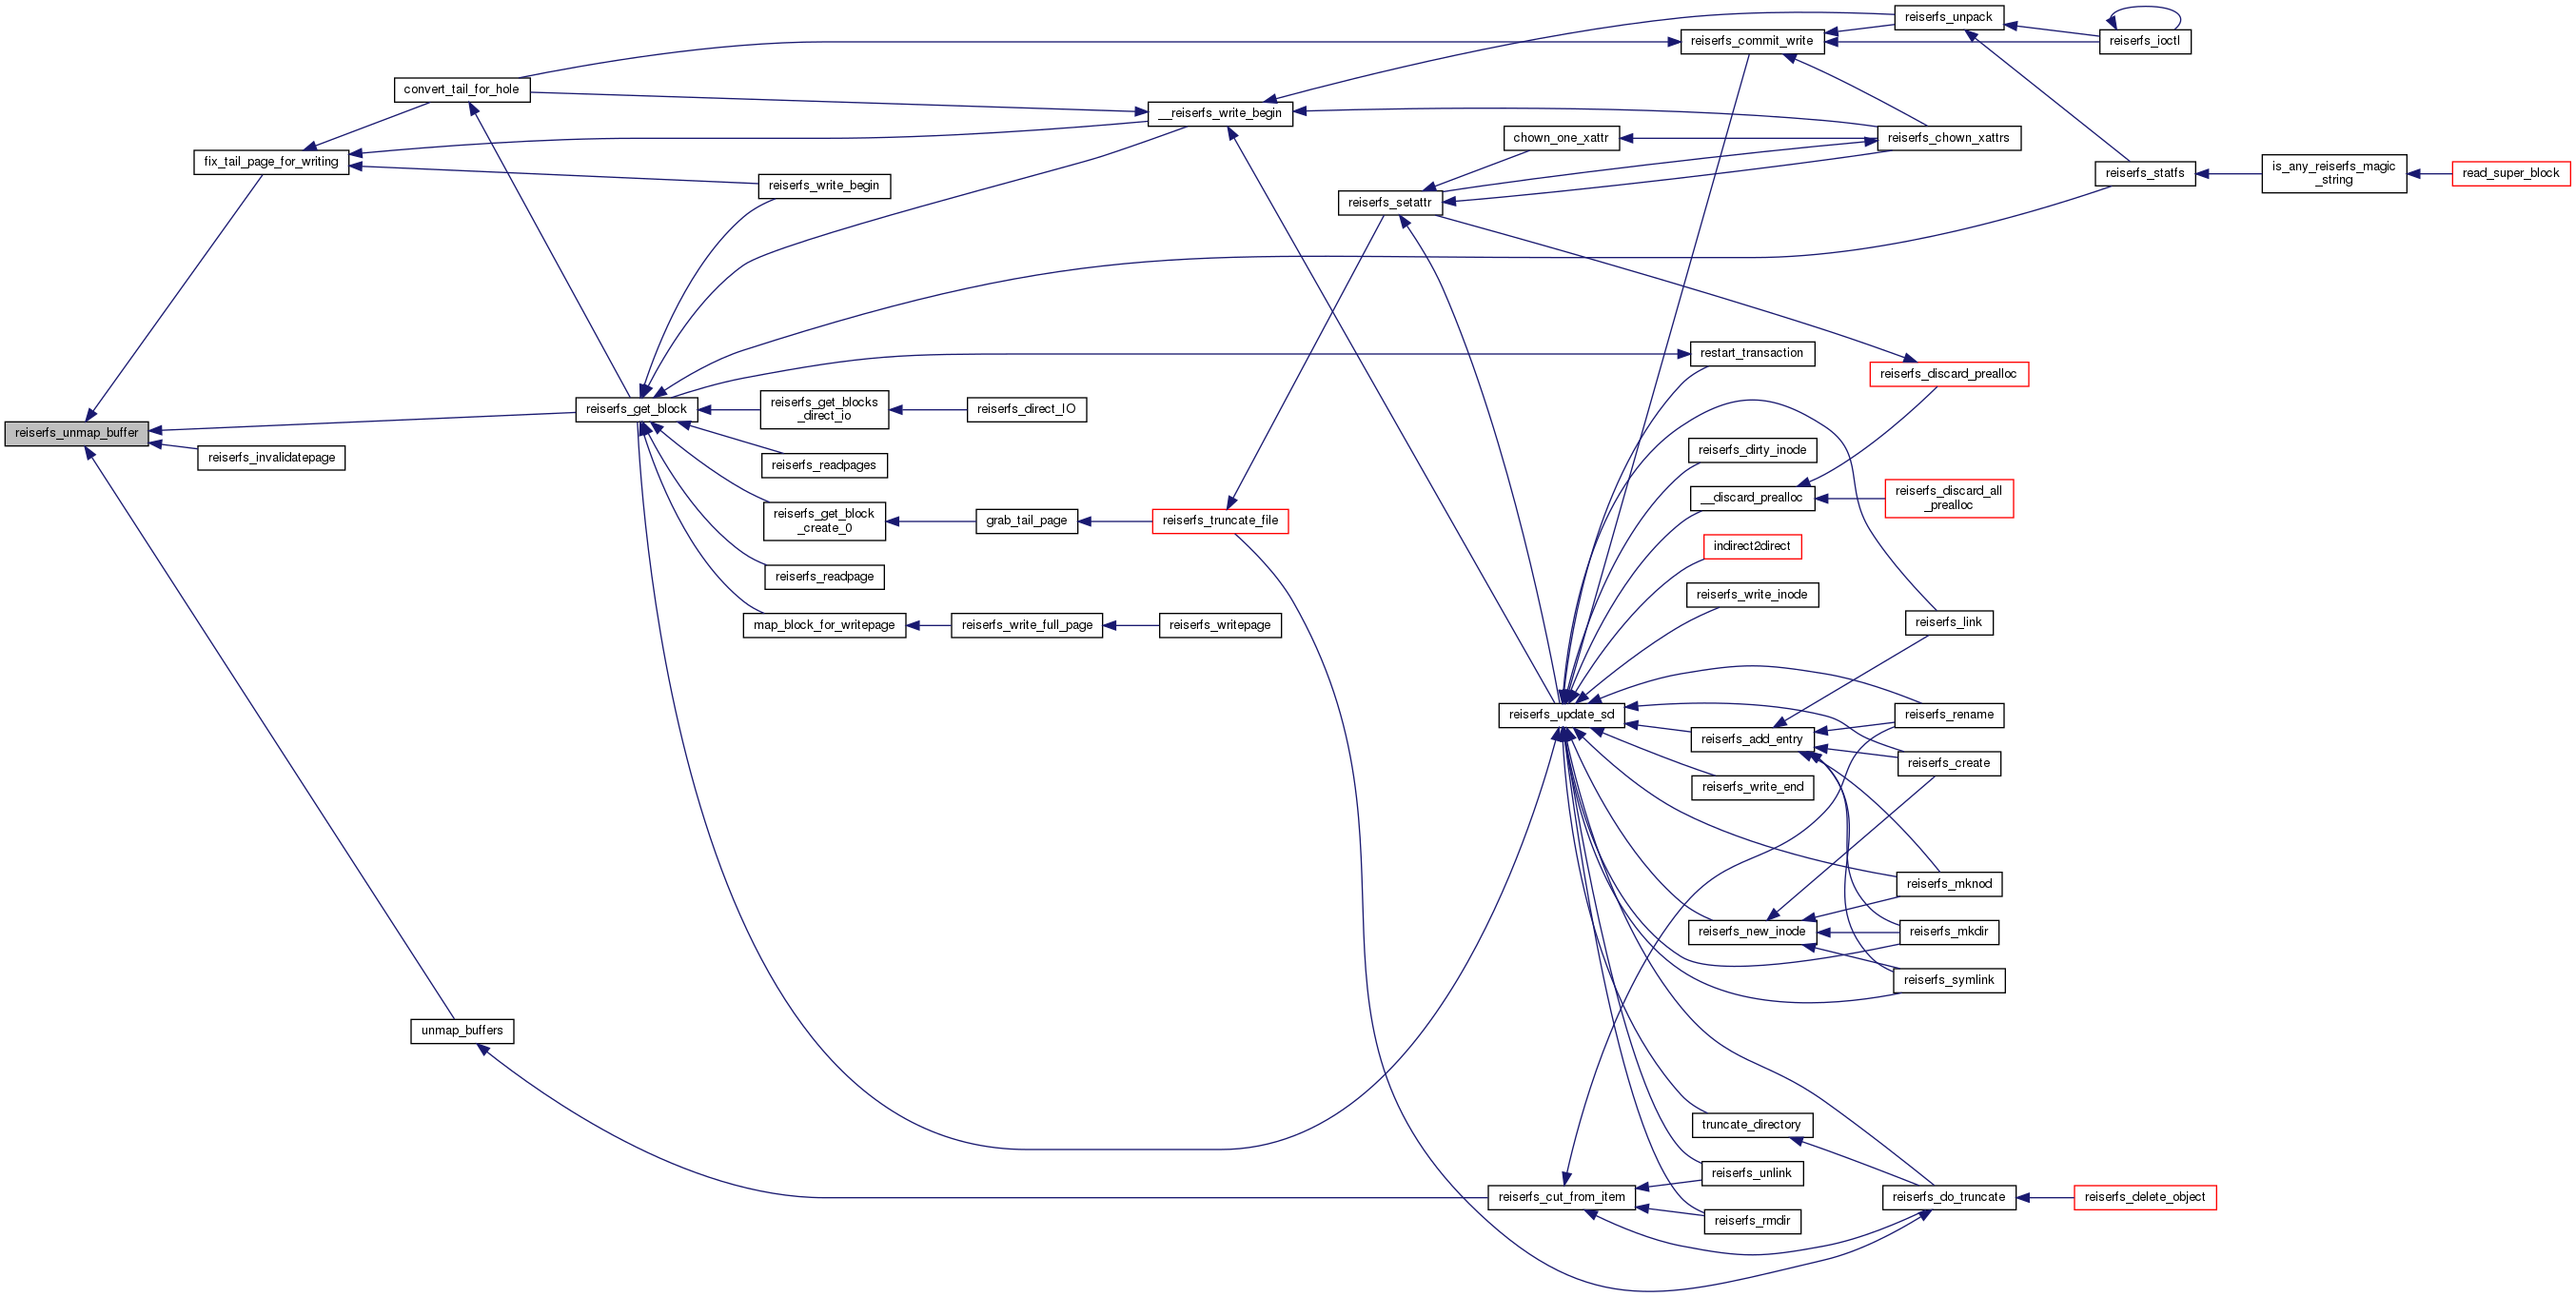 reiserfs_unmap_buffer
fix_tail_page_for_writing
reiserfs_invalidatepage
convert_tail_for_hole
unmap_buffers
reiserfs_get_block
reiserfs_write_begin
reiserfs_get_blocks
_direct_io
reiserfs_readpages
reiserfs_get_block
_create_0
reiserfs_readpage
map_block_for_writepage
reiserfs_direct_IO
grab_tail_page
reiserfs_write_full_page
__reiserfs_write_begin
reiserfs_truncate_file
reiserfs_writepage
reiserfs_setattr
chown_one_xattr
reiserfs_update_sd
reiserfs_cut_from_item
reiserfs_commit_write
restart_transaction
reiserfs_dirty_inode
__discard_prealloc
indirect2direct
reiserfs_write_inode
reiserfs_add_entry
reiserfs_write_end
reiserfs_new_inode
truncate_directory
reiserfs_unlink
reiserfs_rmdir
reiserfs_unpack
reiserfs_chown_xattrs
reiserfs_discard_prealloc
reiserfs_discard_all
_prealloc
reiserfs_link
reiserfs_rename
reiserfs_create
reiserfs_mknod
reiserfs_mkdir
reiserfs_symlink
reiserfs_do_truncate
reiserfs_ioctl
reiserfs_statfs
reiserfs_delete_object
is_any_reiserfs_magic
_string
read_super_block